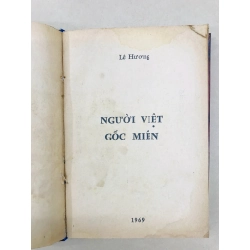 Lê Hương
NGƯỜI VIỆT
GỐC MIÊN
1969